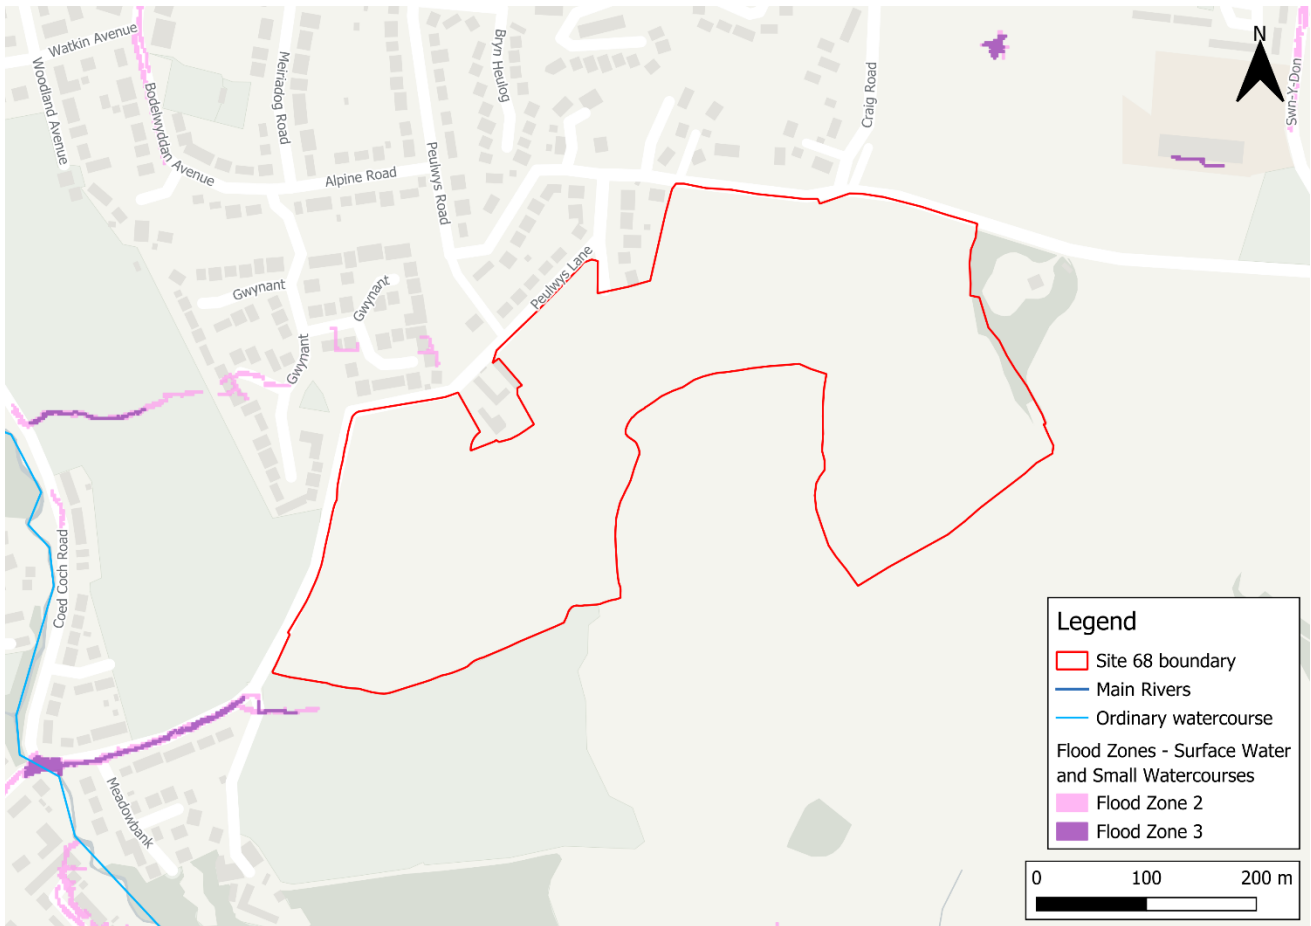 Watkin Avenue
Woodland Avenue
Bodelwyddan Avenue
Meiriadog Road
Bryn Heulog
Peulwys Road
Alpine Road
Craig Road
N
Swn-Y-Don
Peulwys Lane
Gwynant
Gwynant
Gwynant
Coed Coch Road
Meadowbank
Legend
Site 68 boundary
Main Rivers
Ordinary watercourse
Flood Zones - Surface Water
and Small Watercourses
Flood Zone 2
Flood Zone 3
0 100 200 m